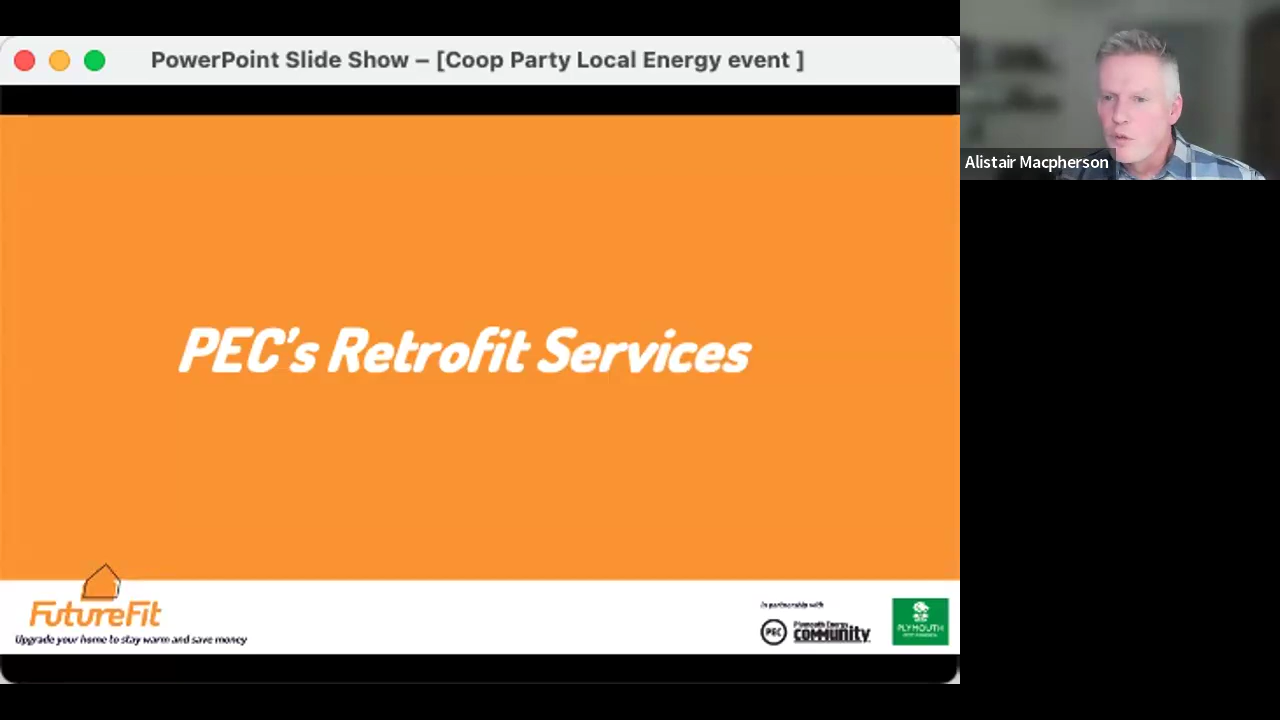 PowerPoint Slide Show – [Coop Party Local Energy event ]
Alistair Macpherson
PEC's Retrofit Services
FutureFit
Upgrade your home to stay warm and save money
In partnership with
PEC
Plymouth Energy
community
PLYMOUTH